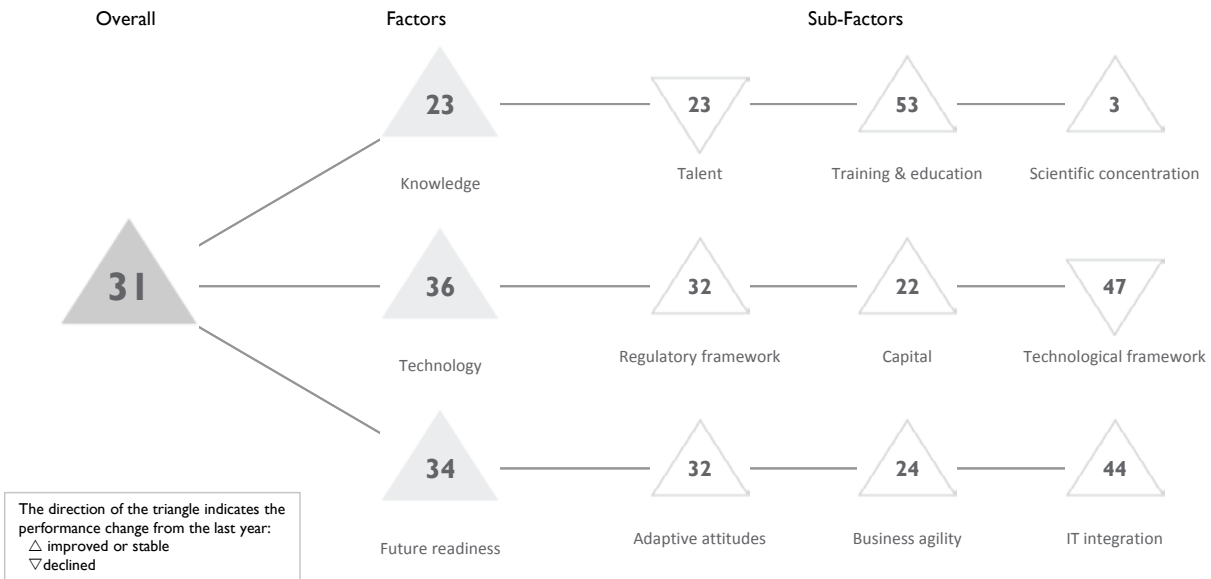 Overall Factors Sub-Factors
23 23 53 3
Knowledge Talent Training & education Scientific concentration
31 36 32 22 47
Technology Regulatory framework Capital Technological framework
34 32 24 44
Future readiness Adaptive attitudes Business agility IT integration
The direction of the triangle indicates the
performance change from the last year:
△ improved or stable
▽declined